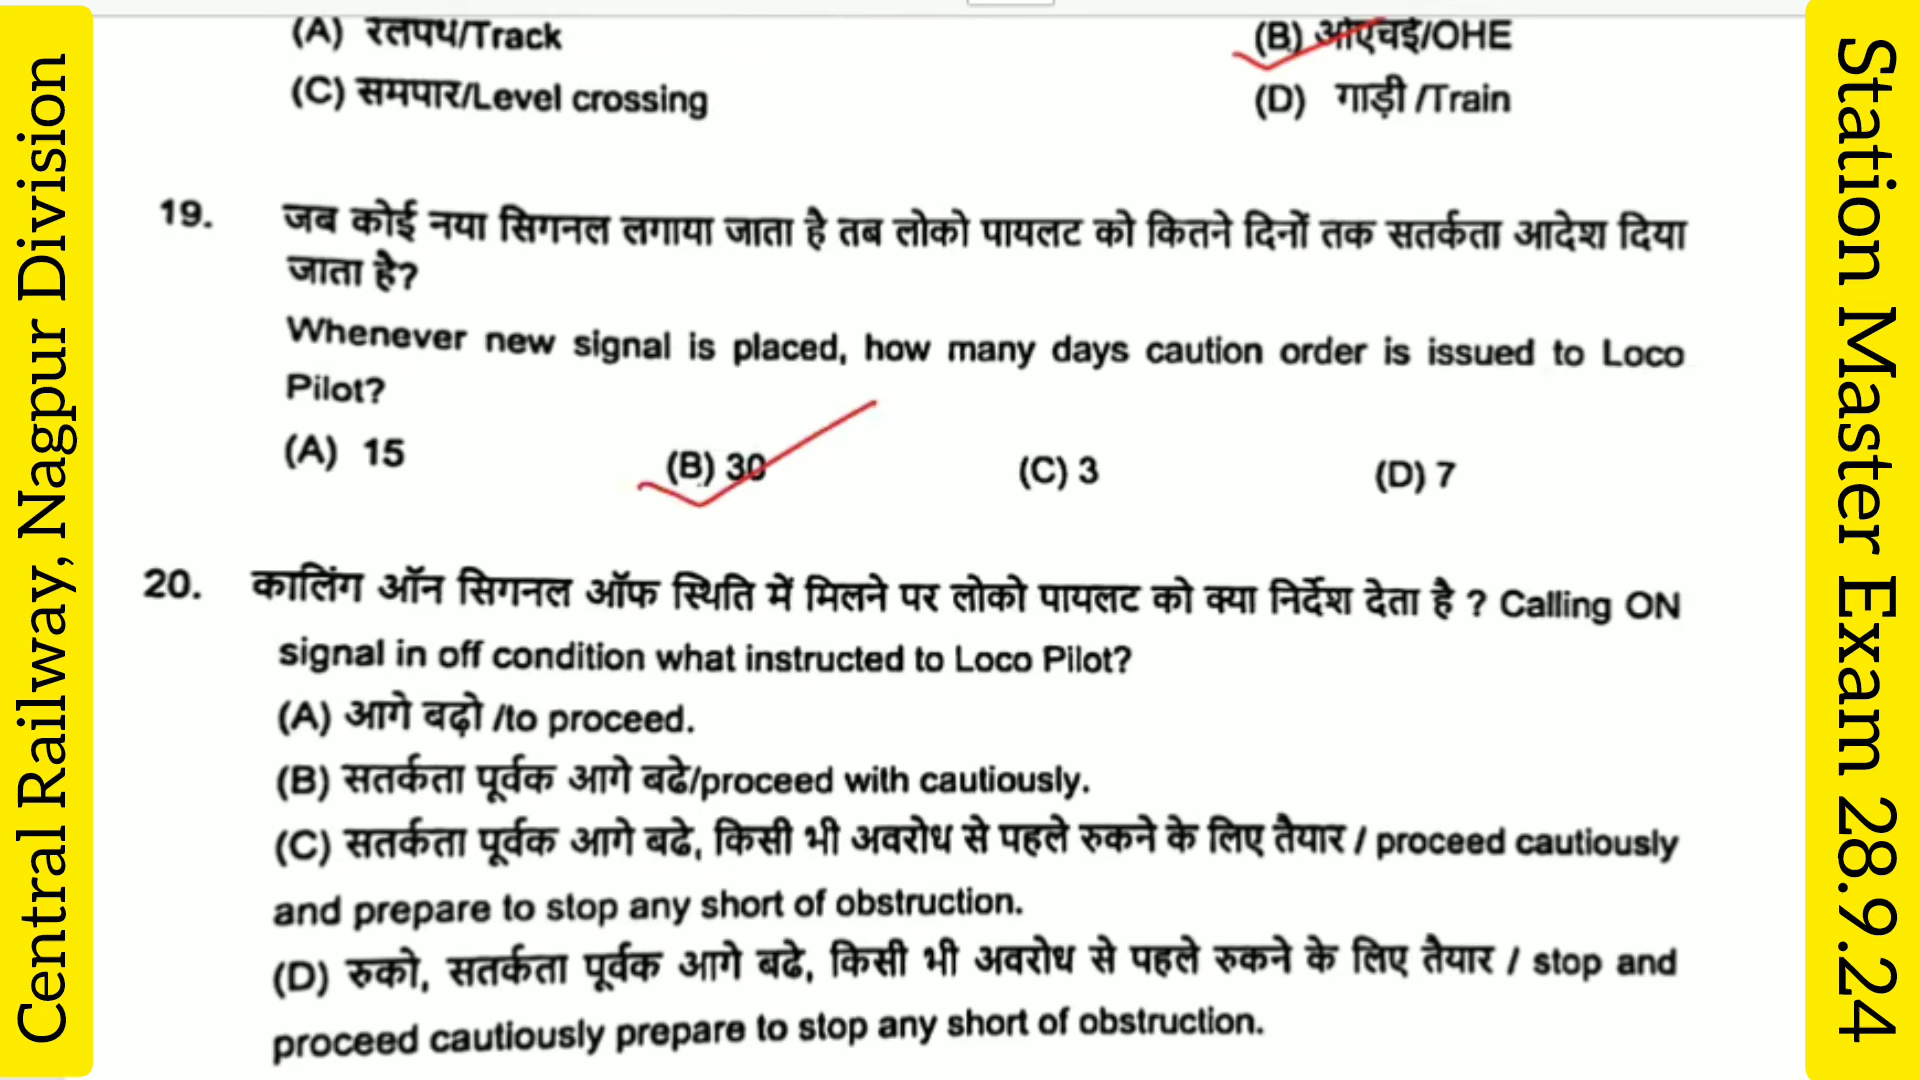 Central Railway, Nagpur Division
(A) रेलपथ/Track
(B) ओएचई/OHE
(C) समपार/Level crossing
(D) गाड़ी /Train
19. जब कोई नया सिगनल लगाया जाता है तब लोको पायलट को कितने दिनों तक सतर्कता आदेश दिया
जाता है?
Whenever new signal is placed, how many days caution order is issued to Loco
Pilot?
(A) 15 (B) 30 (C) 3 (D) 7
20. कालिंग ऑन सिगनल ऑफ स्थिति में मिलने पर लोको पायलट को क्या निर्देश देता है ? Calling ON
signal in off condition what instructed to Loco Pilot?
(A) आगे बढ़ो /to proceed.
(B) सतर्कता पूर्वक आगे बढे/proceed with cautiously.
(C) सतर्कता पूर्वक आगे बढे, किसी भी अवरोध से पहले रुकने के लिए तैयार / proceed cautiously
and prepare to stop any short of obstruction.
(D) रुको, सतर्कता पूर्वक आगे बढे, किसी भी अवरोध से पहले रुकने के लिए तैयार / stop and
proceed cautiously prepare to stop any short of obstruction.
Station Master Exam 28.9.24